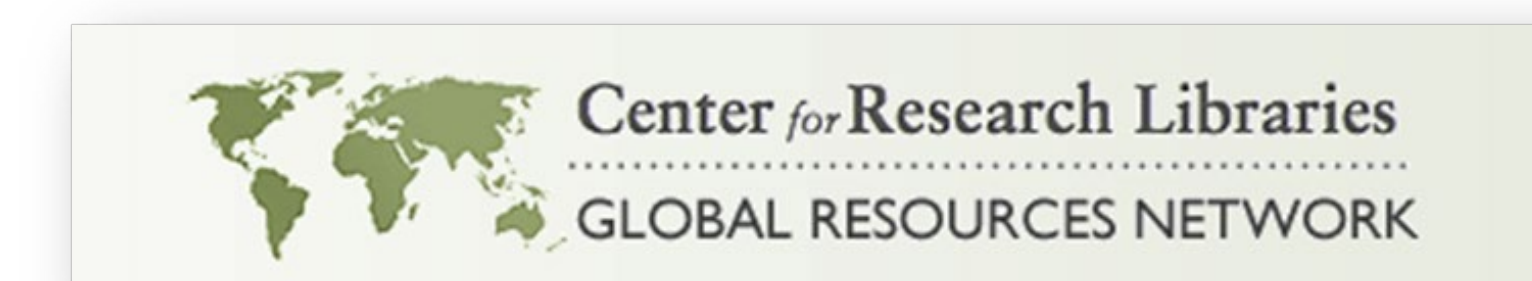 Center for Research Libraries
GLOBAL RESOURCES NETWORK